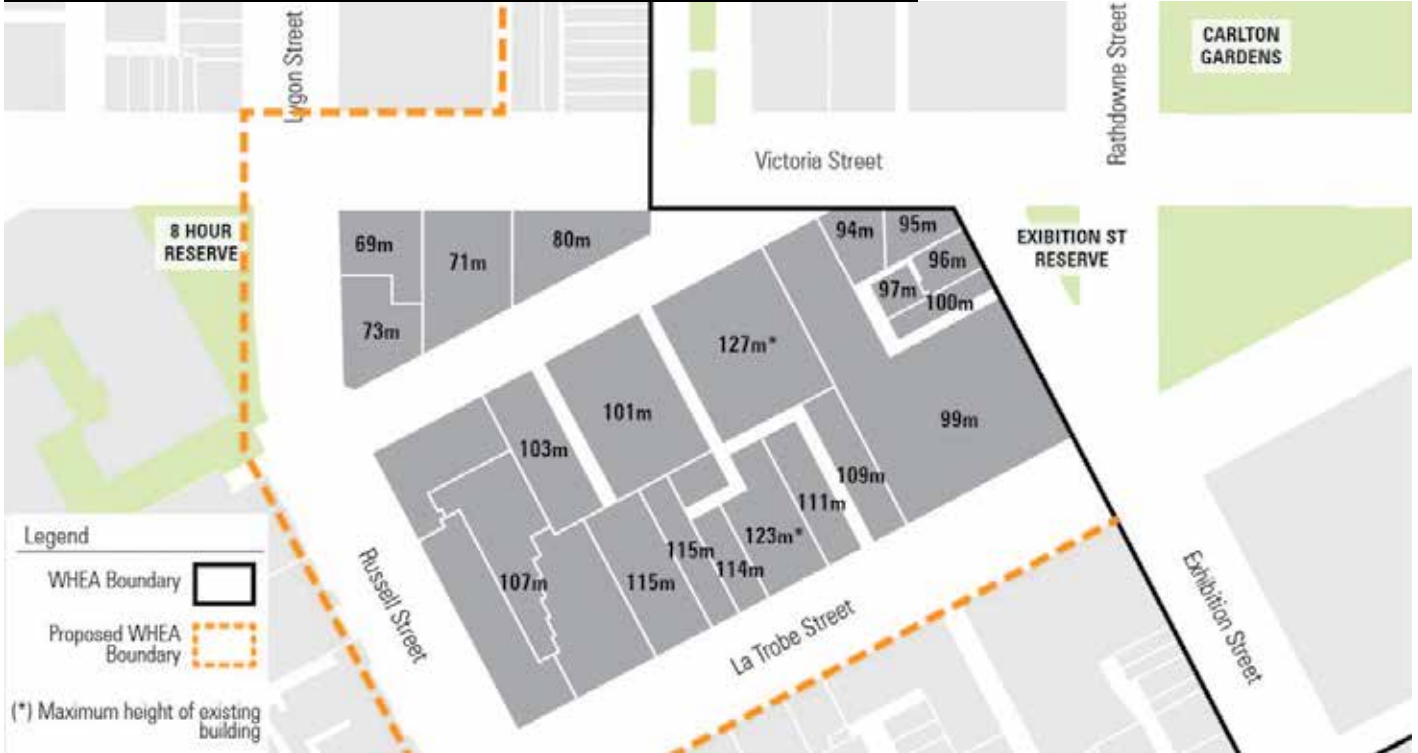 Lygon Street
Rathdowne Street
CARLTON
GARDENS
Victoria Street
8 HOUR
RESERVE
EXIBITION ST
RESERVE
69m
71m
80m
73m
94m
95m
96m
97m
100m
127m*
101m
103m
99m
109m
111m
123m*
115m
114m
115m
107m
Russell Street
La Trobe Street
Exhibition Street
Legend
WHEA Boundary
Proposed WHEA
Boundary
(*) Maximum height of existing
building